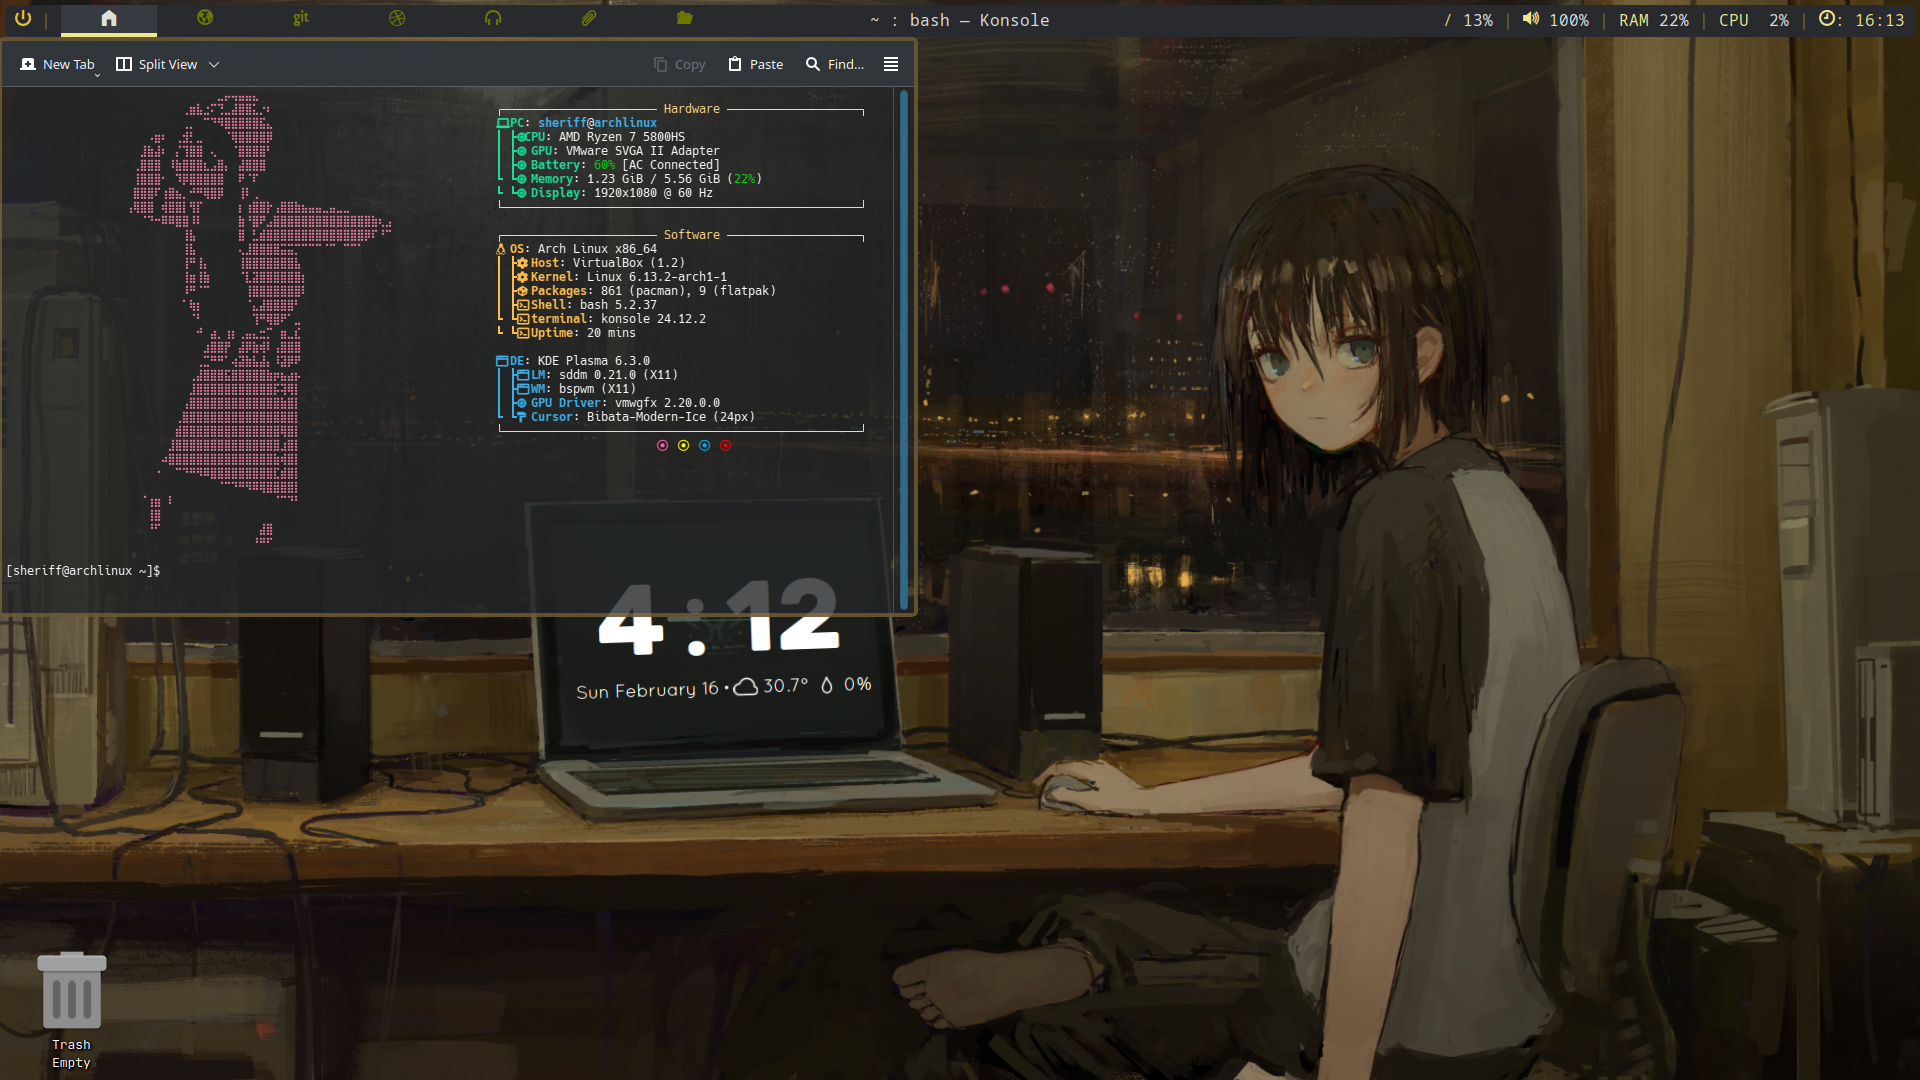 git
~ : bash — Konsole
/ 13% | 100% | RAM 22% | CPU 2% | : 16:13
New Tab
Split View
Copy
Paste
Find...
Hardware
PC: sheriff@archlinux
CPU: AMD Ryzen 7 5800HS
GPU: VMware SVGA II Adapter
Battery: 60% [AC Connected]
Memory: 1.23 GiB / 5.56 GiB (22%)
Display: 1920x1080 @ 60 Hz
Software
OS: Arch Linux x86_64
Host: VirtualBox (1.2)
Kernel: Linux 6.13.2-arch1-1
Packages: 861 (pacman), 9 (flatpak)
Shell: bash 5.2.37
terminal: konsole 24.12.2
Uptime: 20 mins
DE: KDE Plasma 6.3.0
LM: sddm 0.21.0 (X11)
WM: bspwm (X11)
GPU Driver: vmwgfx 2.20.0.0
Cursor: Bibata-Modern-Ice (24px)
[sheriff@archlinux ~]$
4:12
Sun February 16 • 30.7° 0%
Trash
Empty